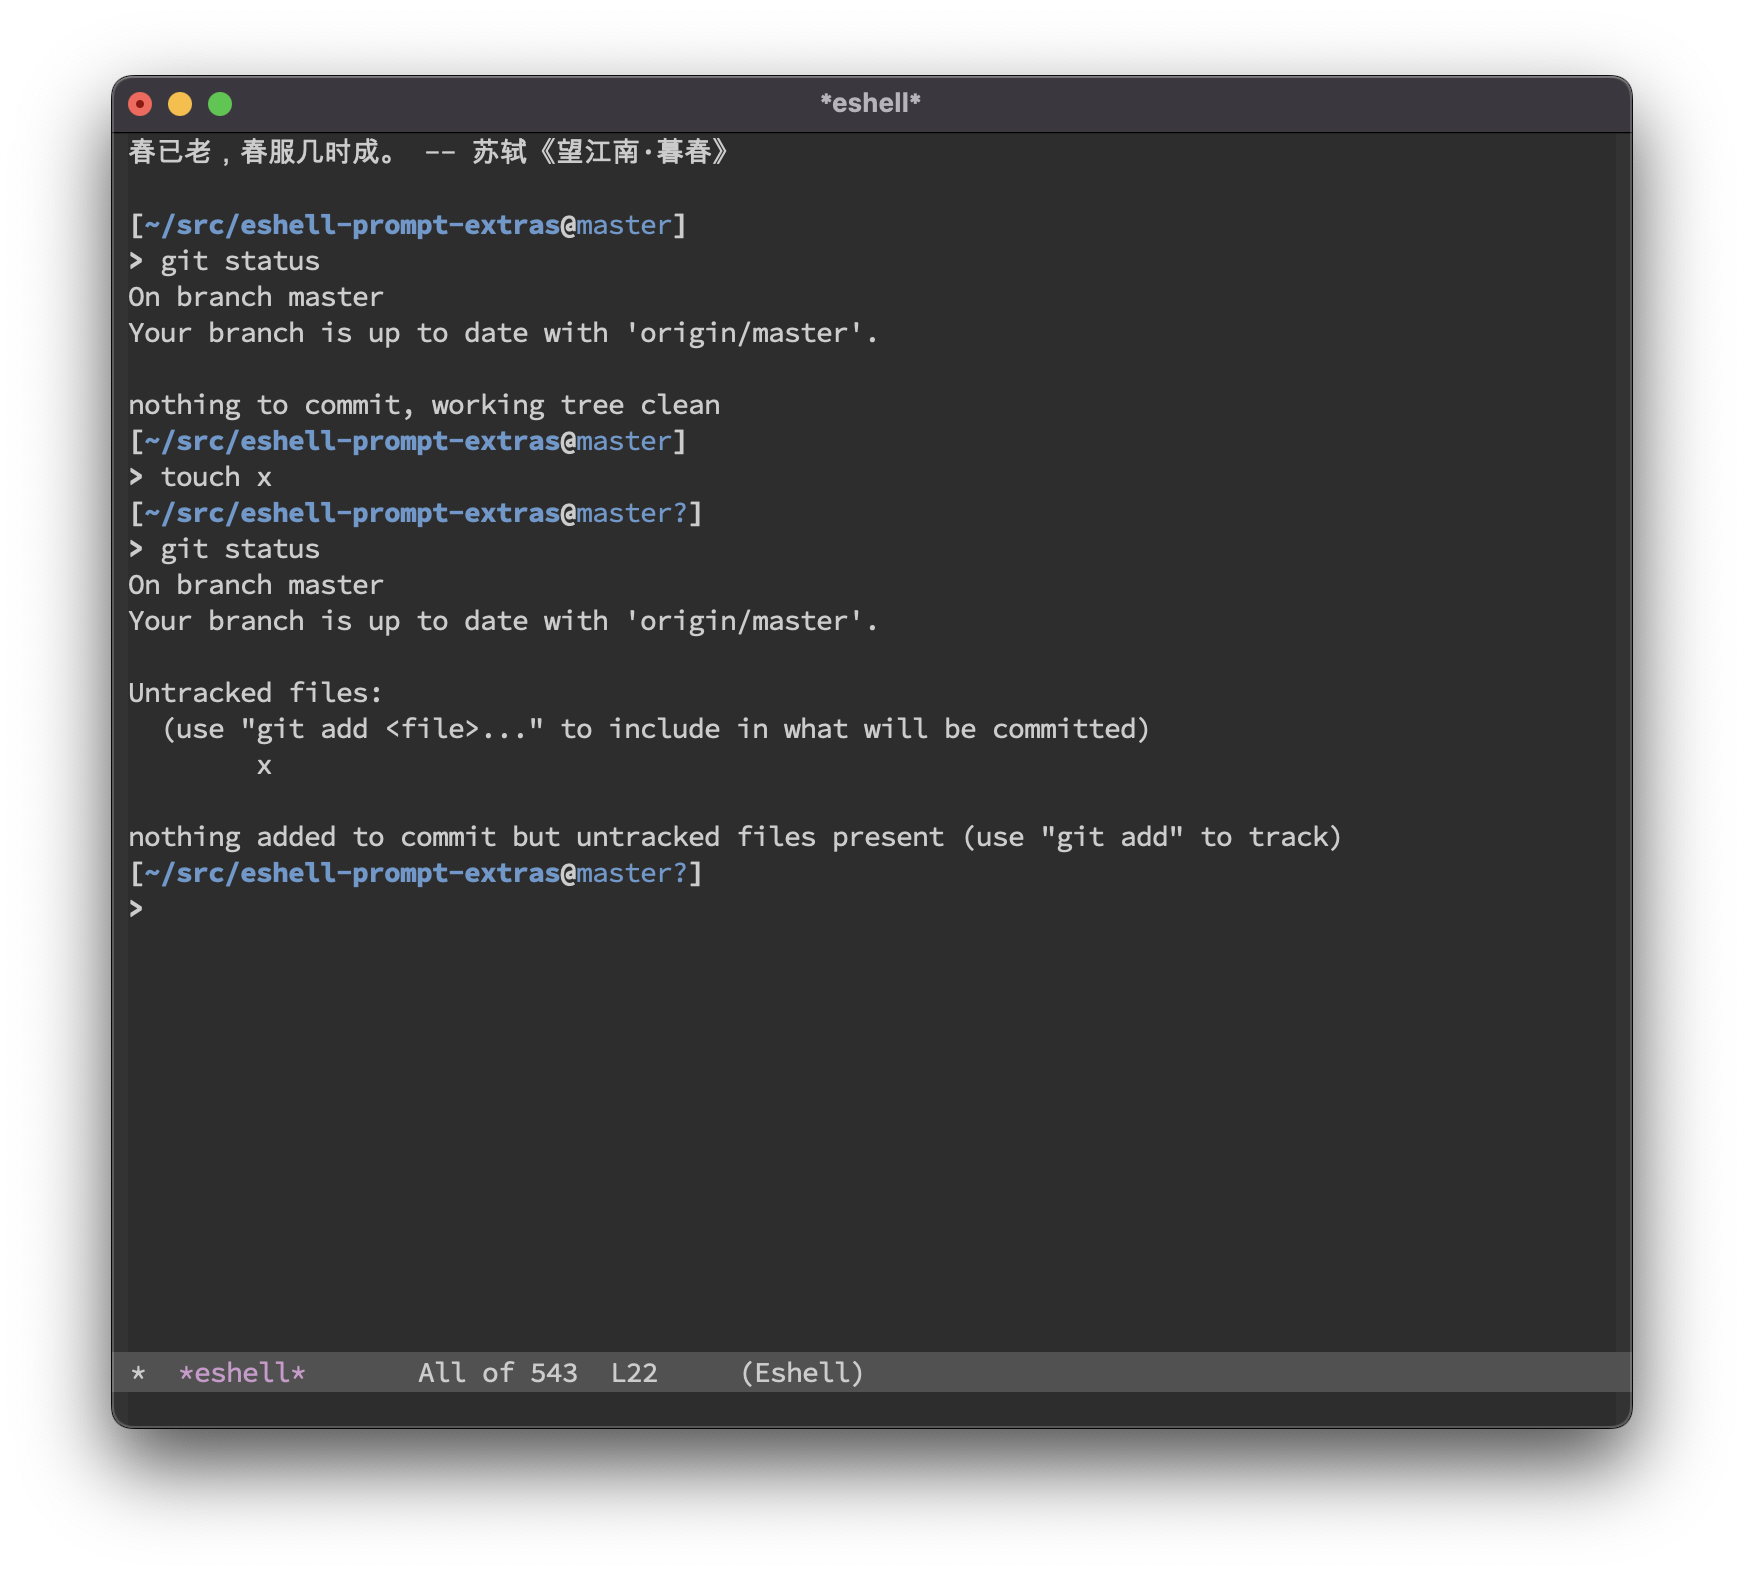 *eshell*
春已老，春服几时成。 -- 苏轼《望江南·暮春》
[~/src/eshell-prompt-extras@master]
> git status
On branch master
Your branch is up to date with 'origin/master'.
nothing to commit, working tree clean
[~/src/eshell-prompt-extras@master]
> touch x
[~/src/eshell-prompt-extras@master?]
> git status
On branch master
Your branch is up to date with 'origin/master'.
Untracked files:
  (use "git add <file>..." to include in what will be committed)
        x
nothing added to commit but untracked files present (use "git add" to track)
[~/src/eshell-prompt-extras@master?]
>
*  *eshell*       All of 543  L22     (Eshell)